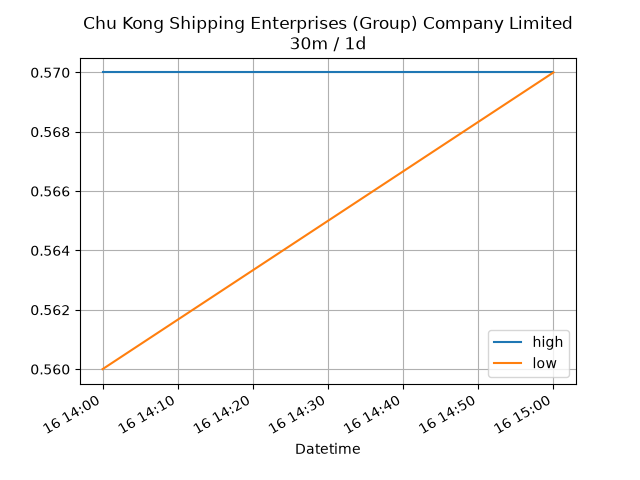 Chu Kong Shipping Enterprises (Group) Company Limited
30m / 1d
0.570
0.568
0.566
0.564
0.562
0.560
high
low
16 14:00
16 14:10
16 14:20
16 14:30
16 14:40
16 14:50
16 15:00
Datetime